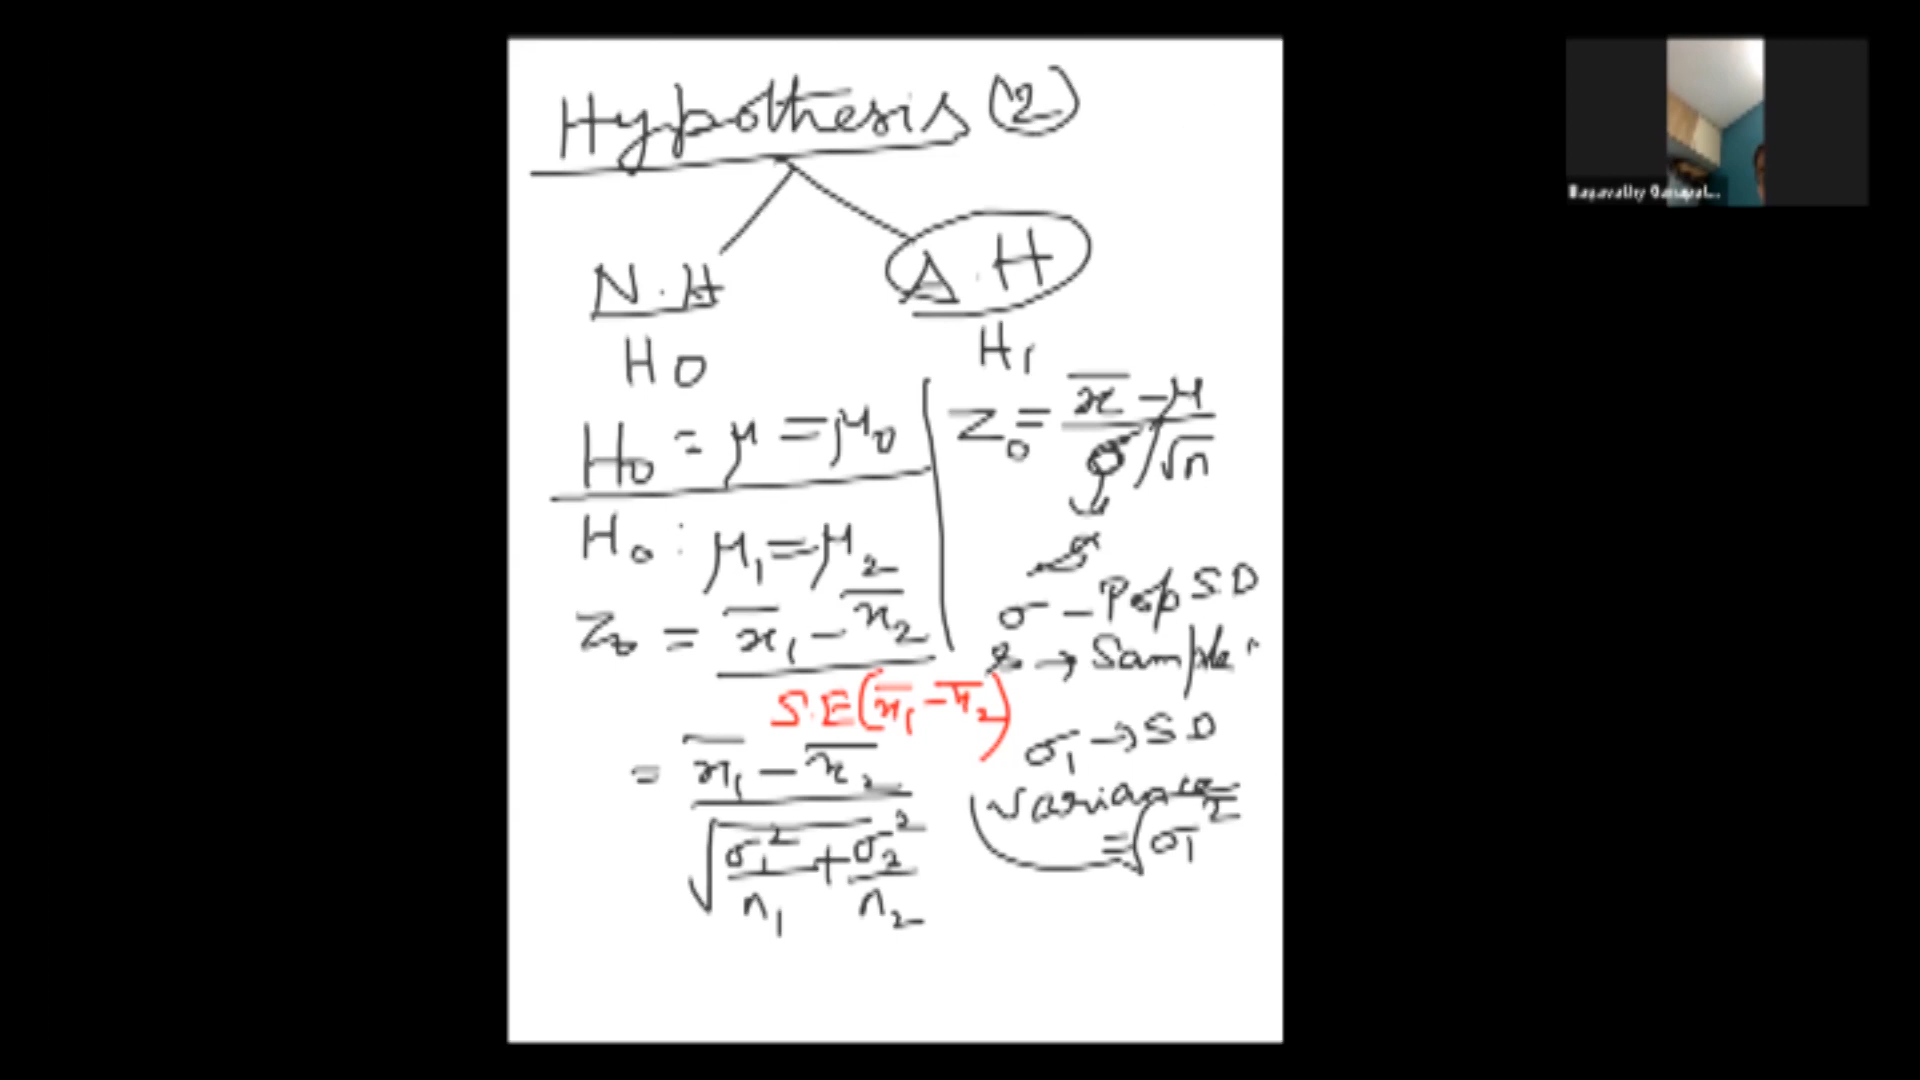 Hypothesis (2)
N.H
A.H
H0
H₁
H₀ = μ = μ₀
Z₀ = x̄ - μ / σ/√n
H₀ : μ₁ = μ₂
Z₀ = x̄₁ - x̄₂ / S.E(x̄₁ - x̄₂)
= x̄₁ - x̄₂ / √(σ₁²/n₁ + σ₂²/n₂)
σ - Pop S.D
s → Sample
σ₁ → S D
Variance
= σ₁²